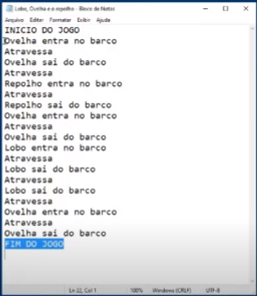 Lobo, Ovelha e o repolho - Bloco de Notas
Arquivo Editar Formatar Exibir Ajuda
INICIO DO JOGO
Ovelha entra no barco
Atravessa
Ovelha sai do barco
Atravessa
Repolho entra no barco
Atravessa
Repolho sai do barco
Ovelha entra no barco
Atravessa
Ovelha sai do barco
Lobo entra no barco
Atravessa
Lobo sai do barco
Atravessa
Lobo sai do barco
Atravessa
Ovelha entra no barco
Atravessa
Ovelha sai do barco
FIM DO JOGO
Ln 22, Col 1 100% Windows (CRLF) UTF-8